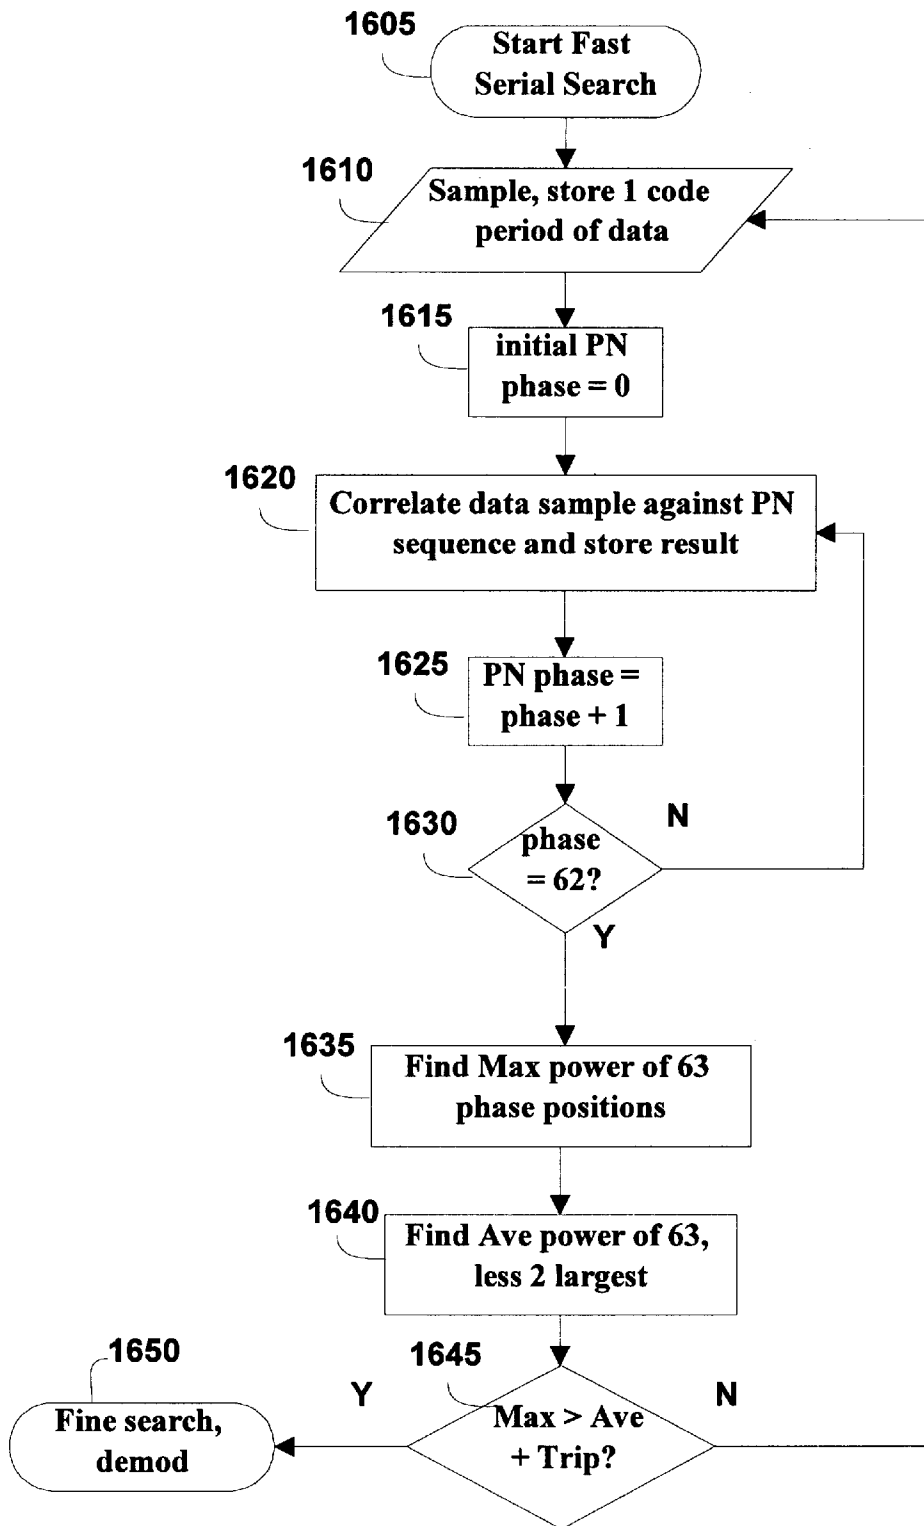 1605
Start Fast
Serial Search
1610
Sample, store 1 code
period of data
1615
initial PN
phase = 0
1620
Correlate data sample against PN
sequence and store result
1625
PN phase =
phase + 1
1630
phase
= 62?
N
Y
1635
Find Max power of 63
phase positions
1640
Find Ave power of 63,
less 2 largest
1645
Max > Ave
+ Trip?
Y
N
1650
Fine search,
demod